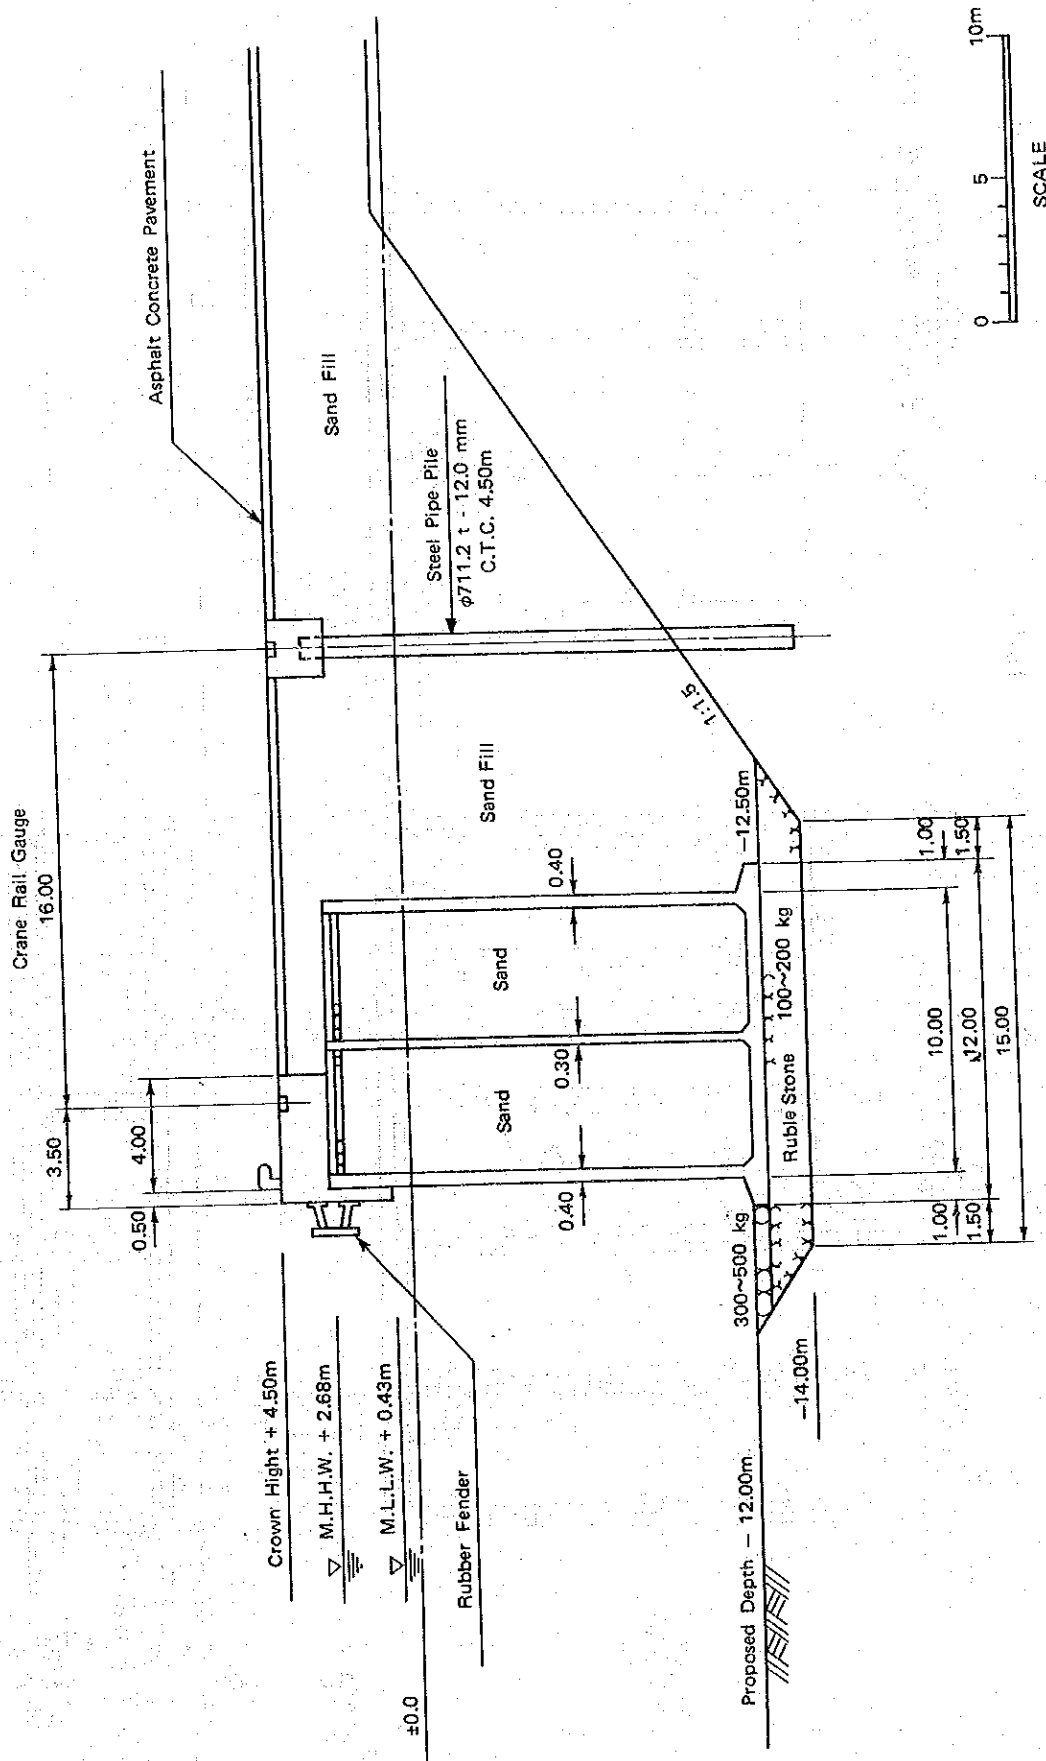 Crane Rail Gauge
16.00
3.50
4.00
0.50
Asphalt Concrete Pavement
Sand Fill
Steel Pipe Pile
φ711.2 t - 12.0 mm
C.T.C. 4.50m
Crown Hight + 4.50m
M.H.H.W. + 2.68m
M.L.L.W. + 0.43m
±0.0
Rubber Fender
Sand Fill
Sand
Sand
0.40
0.30
0.40
1:1.5
−12.50m
300~500 kg
Ruble Stone 100~200 kg
Proposed Depth − 12.00m
−14.00m
1.00
1.50
10.00
12.00
15.00
1.00
1.50
0
5
10m
SCALE